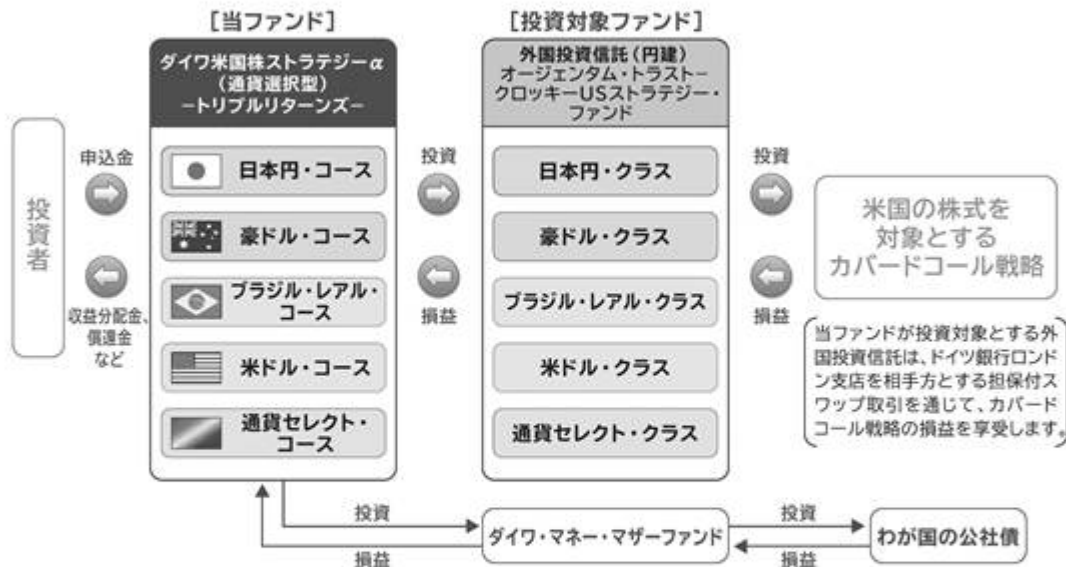 [当ファンド]
[投資対象ファンド]
ダイワ米国株ストラテジーα
(通貨選択型)
ートリプルリターンズー
外国投資信託(円建)
オージェンタム・トラストー
クロッキーUSストラテジー・
ファンド
投資者
申込金
収益分配金、
償還金
など
日本円・コース
豪ドル・コース
ブラジル・レアル・
コース
米ドル・コース
通貨セレクト・
コース
投資
損益
日本円・クラス
豪ドル・クラス
ブラジル・レアル・クラス
米ドル・クラス
通貨セレクト・クラス
投資
損益
米国の株式を
対象とする
カバードコール戦略
当ファンドが投資対象とする外
国投資信託は、ドイツ銀行ロンド
ン支店を相手方とする担保付ス
ワップ取引を通じて、カバード
コール戦略の損益を享受します。
投資
損益
ダイワ・マネー・マザーファンド
投資
損益
わが国の公社債